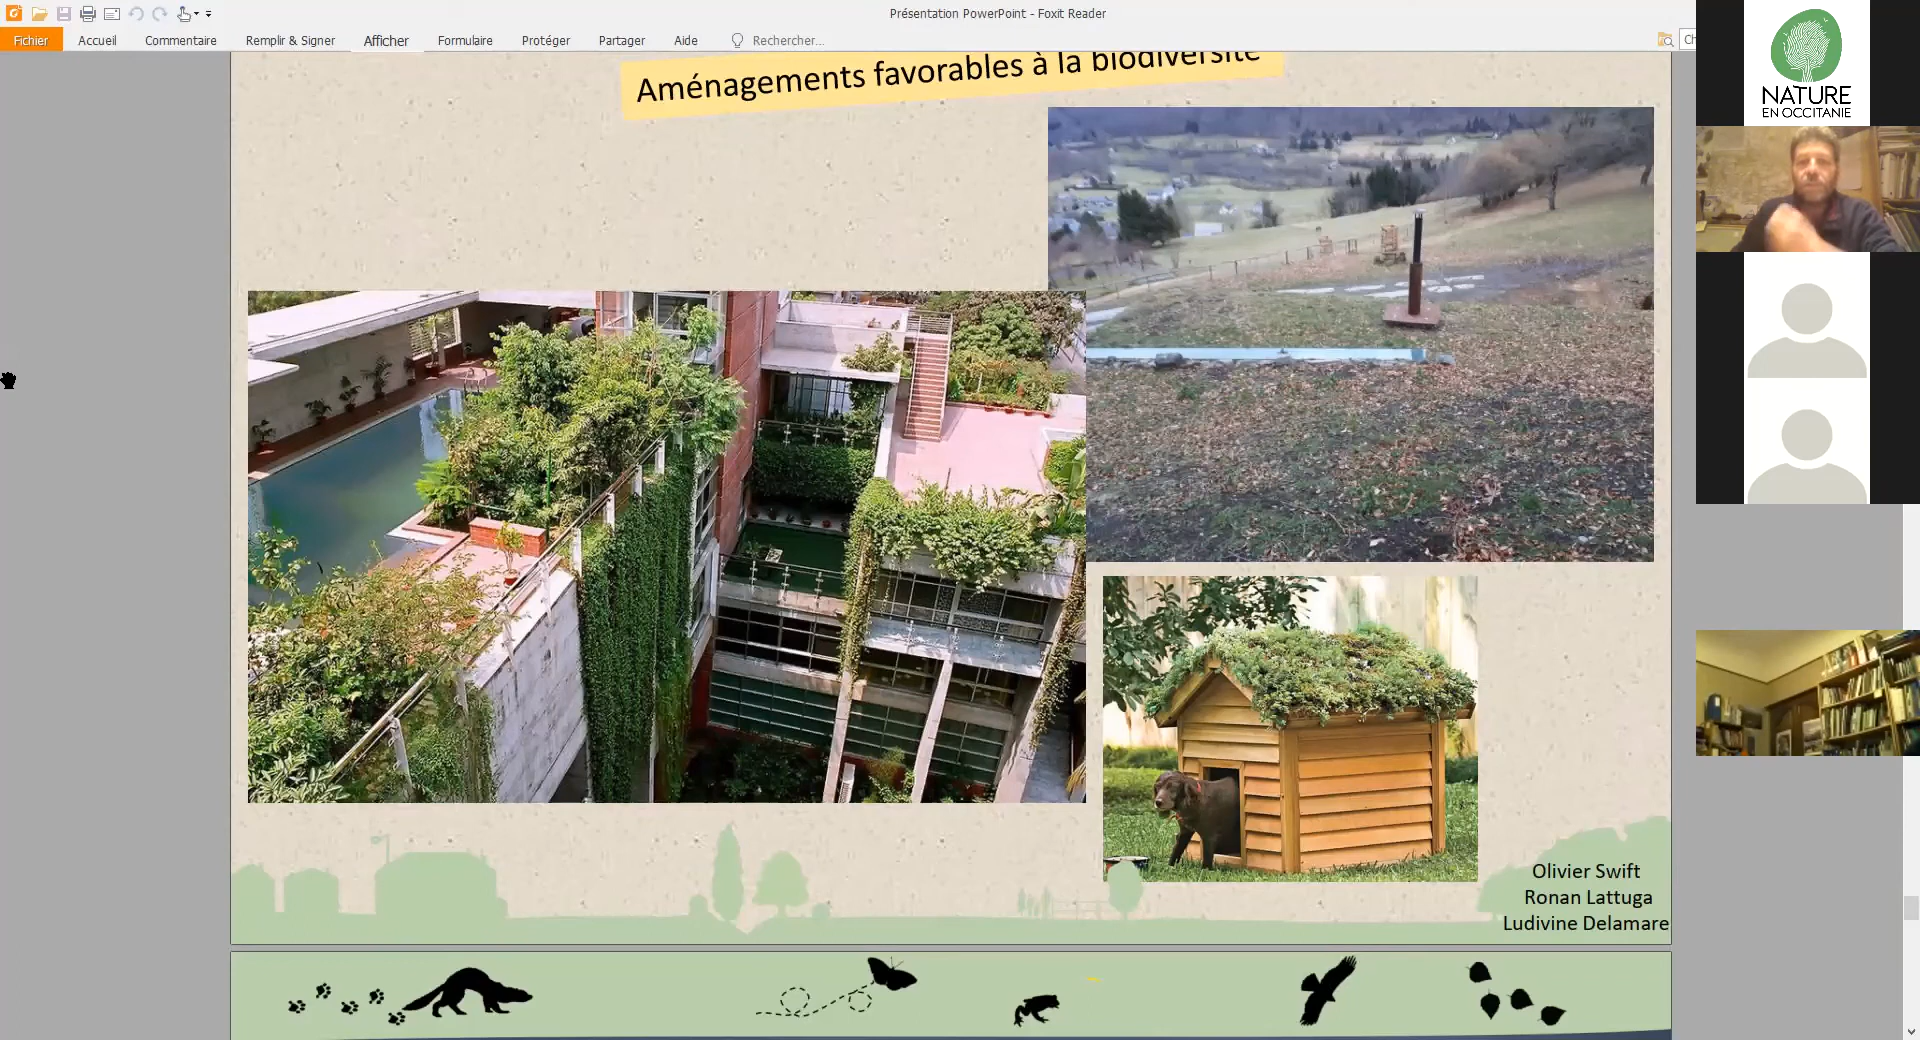 Présentation PowerPoint - Foxit Reader
Fichier Accueil Commentaire Remplir & Signer Afficher Formulaire Protéger Partager Aide Rechercher... Ch
Aménagements favorables à la biodiversité
NATURE
EN OCCITANIE
Olivier Swift
Ronan Lattuga
Ludivine Delamare